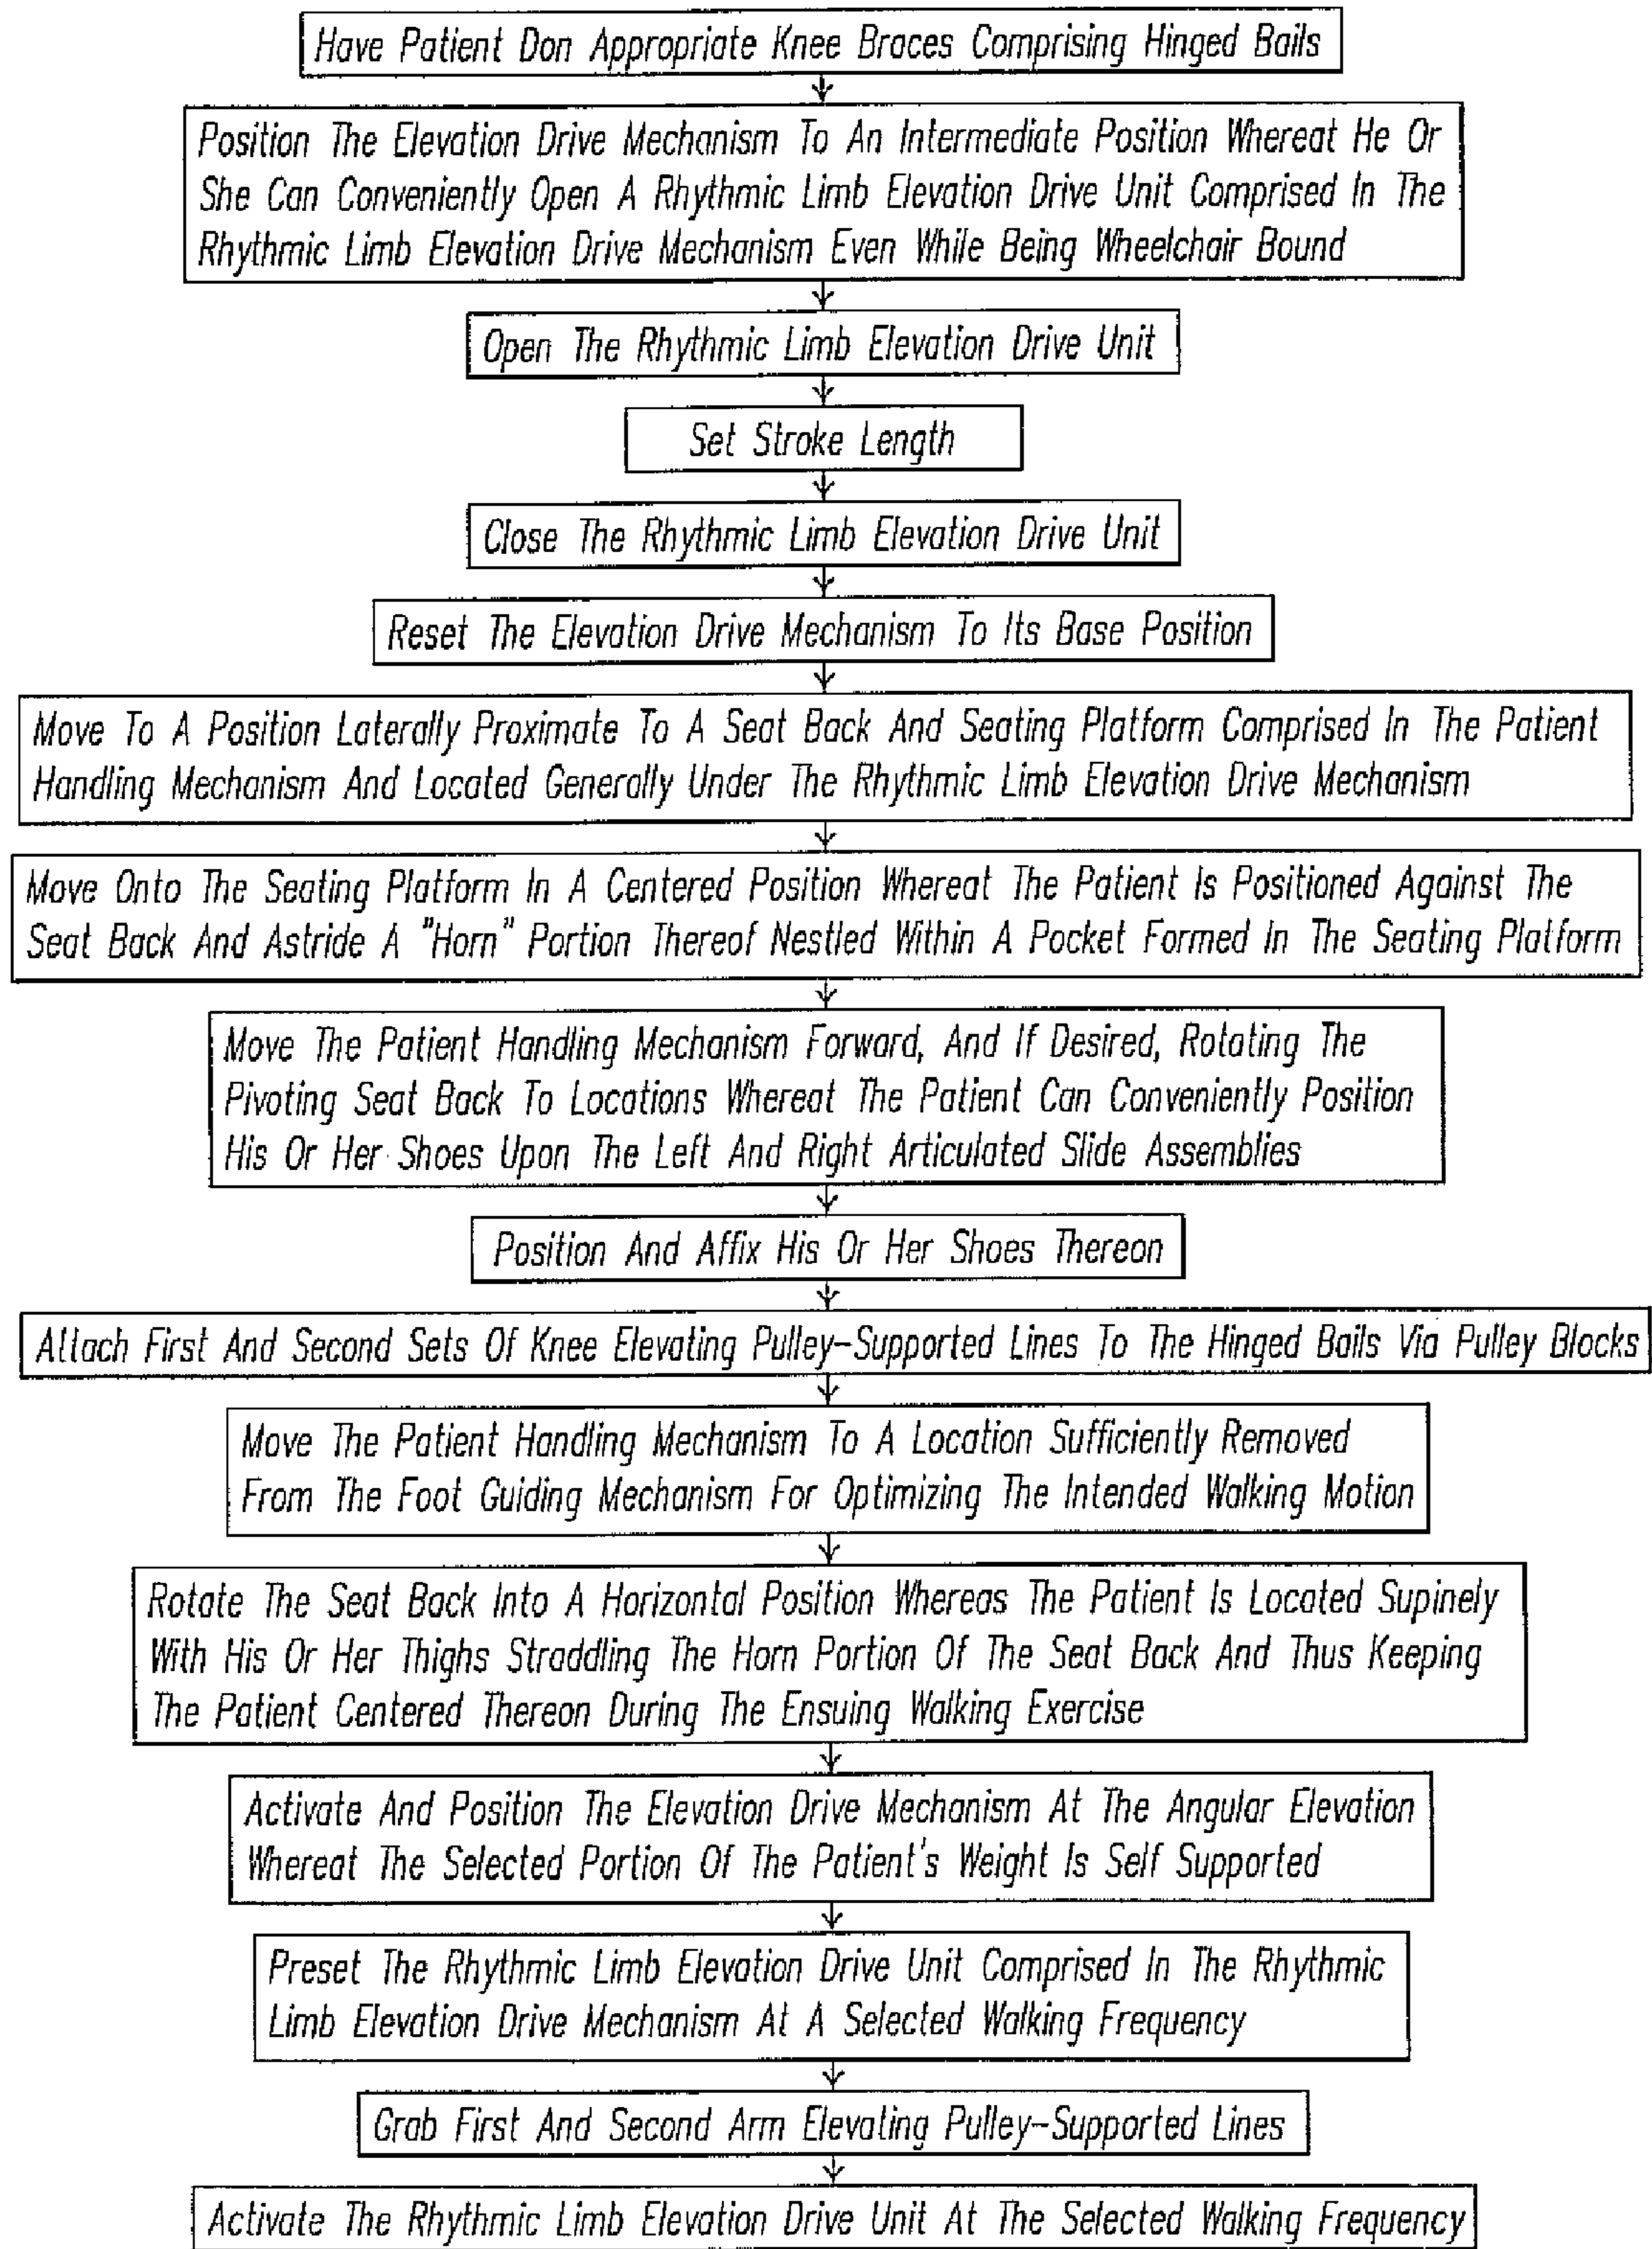 Have Patient Don Appropriate Knee Braces Comprising Hinged Bails
Position The Elevation Drive Mechanism To An Intermediate Position Whereat He Or
She Can Conveniently Open A Rhythmic Limb Elevation Drive Unit Comprised In The
Rhythmic Limb Elevation Drive Mechanism Even While Being Wheelchair Bound
Open The Rhythmic Limb Elevation Drive Unit
Set Stroke Length
Close The Rhythmic Limb Elevation Drive Unit
Reset The Elevation Drive Mechanism To Its Base Position
Move To A Position Laterally Proximate To A Seat Back And Seating Platform Comprised In The Patient
Handling Mechanism And Located Generally Under The Rhythmic Limb Elevation Drive Mechanism
Move Onto The Seating Platform In A Centered Position Whereat The Patient Is Positioned Against The
Seat Back And Astride A "Horn" Portion Thereof Nestled Within A Pocket Formed In The Seating Platform
Move The Patient Handling Mechanism Forward, And If Desired, Rotating The
Pivoting Seat Back To Locations Whereat The Patient Can Conveniently Position
His Or Her Shoes Upon The Left And Right Articulated Slide Assemblies
Position And Affix His Or Her Shoes Thereon
Attach First And Second Sets Of Knee Elevating Pulley-Supported Lines To The Hinged Bails Via Pulley Blocks
Move The Patient Handling Mechanism To A Location Sufficiently Removed
From The Foot Guiding Mechanism For Optimizing The Intended Walking Motion
Rotate The Seat Back Into A Horizontal Position Whereas The Patient Is Located Supinely
With His Or Her Thighs Straddling The Horn Portion Of The Seat Back And Thus Keeping
The Patient Centered Thereon During The Ensuing Walking Exercise
Activate And Position The Elevation Drive Mechanism At The Angular Elevation
Whereat The Selected Portion Of The Patient's Weight Is Self Supported
Preset The Rhythmic Limb Elevation Drive Unit Comprised In The Rhythmic
Limb Elevation Drive Mechanism At A Selected Walking Frequency
Grab First And Second Arm Elevating Pulley-Supported Lines
Activate The Rhythmic Limb Elevation Drive Unit At The Selected Walking Frequency